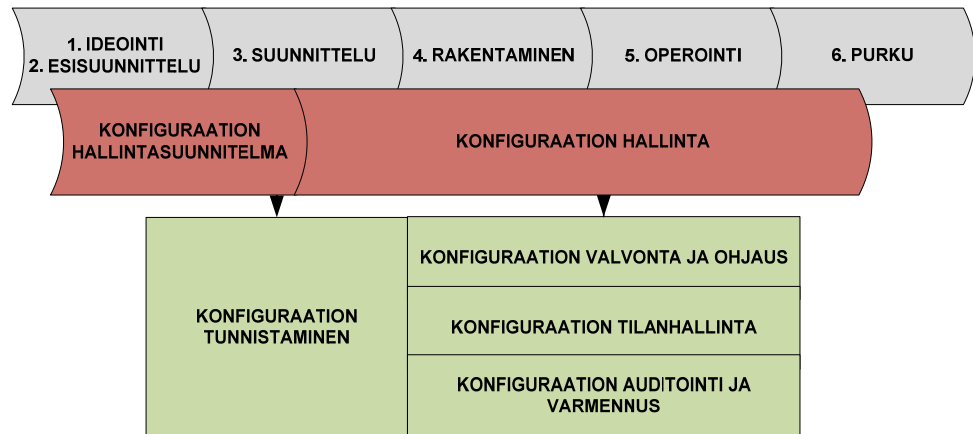 1. IDEOINTI
2. ESISUUNNITTELU
3. SUUNNITTELU
4. RAKENTAMINEN
5. OPEROINTI
6. PURKU
KONFIGURAATION
HALLINTASUUNNITELMA
KONFIGURAATION HALLINTA
KONFIGURAATION
TUNNISTAMINEN
KONFIGURAATION VALVONTA JA OHJAUS
KONFIGURAATION TILANHALLINTA
KONFIGURAATION AUDITOINTI JA
VARMENNUS